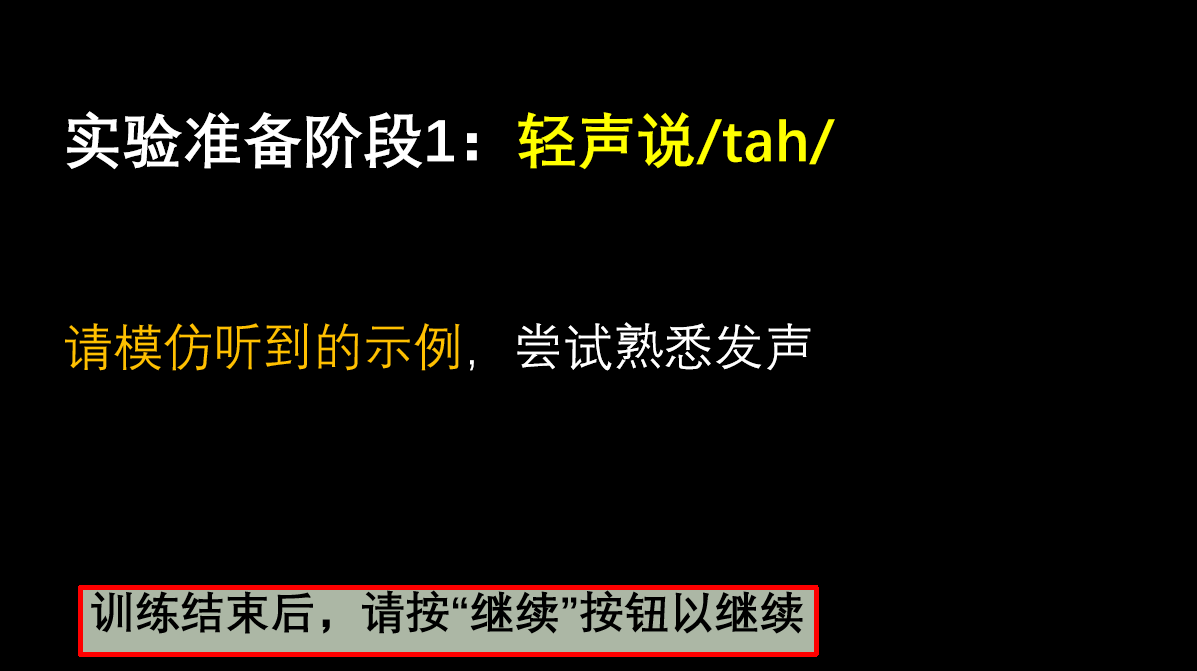 实验准备阶段1：轻声说/tah/
请模仿听到的示例，尝试熟悉发声
训练结束后，请按“继续”按钮以继续